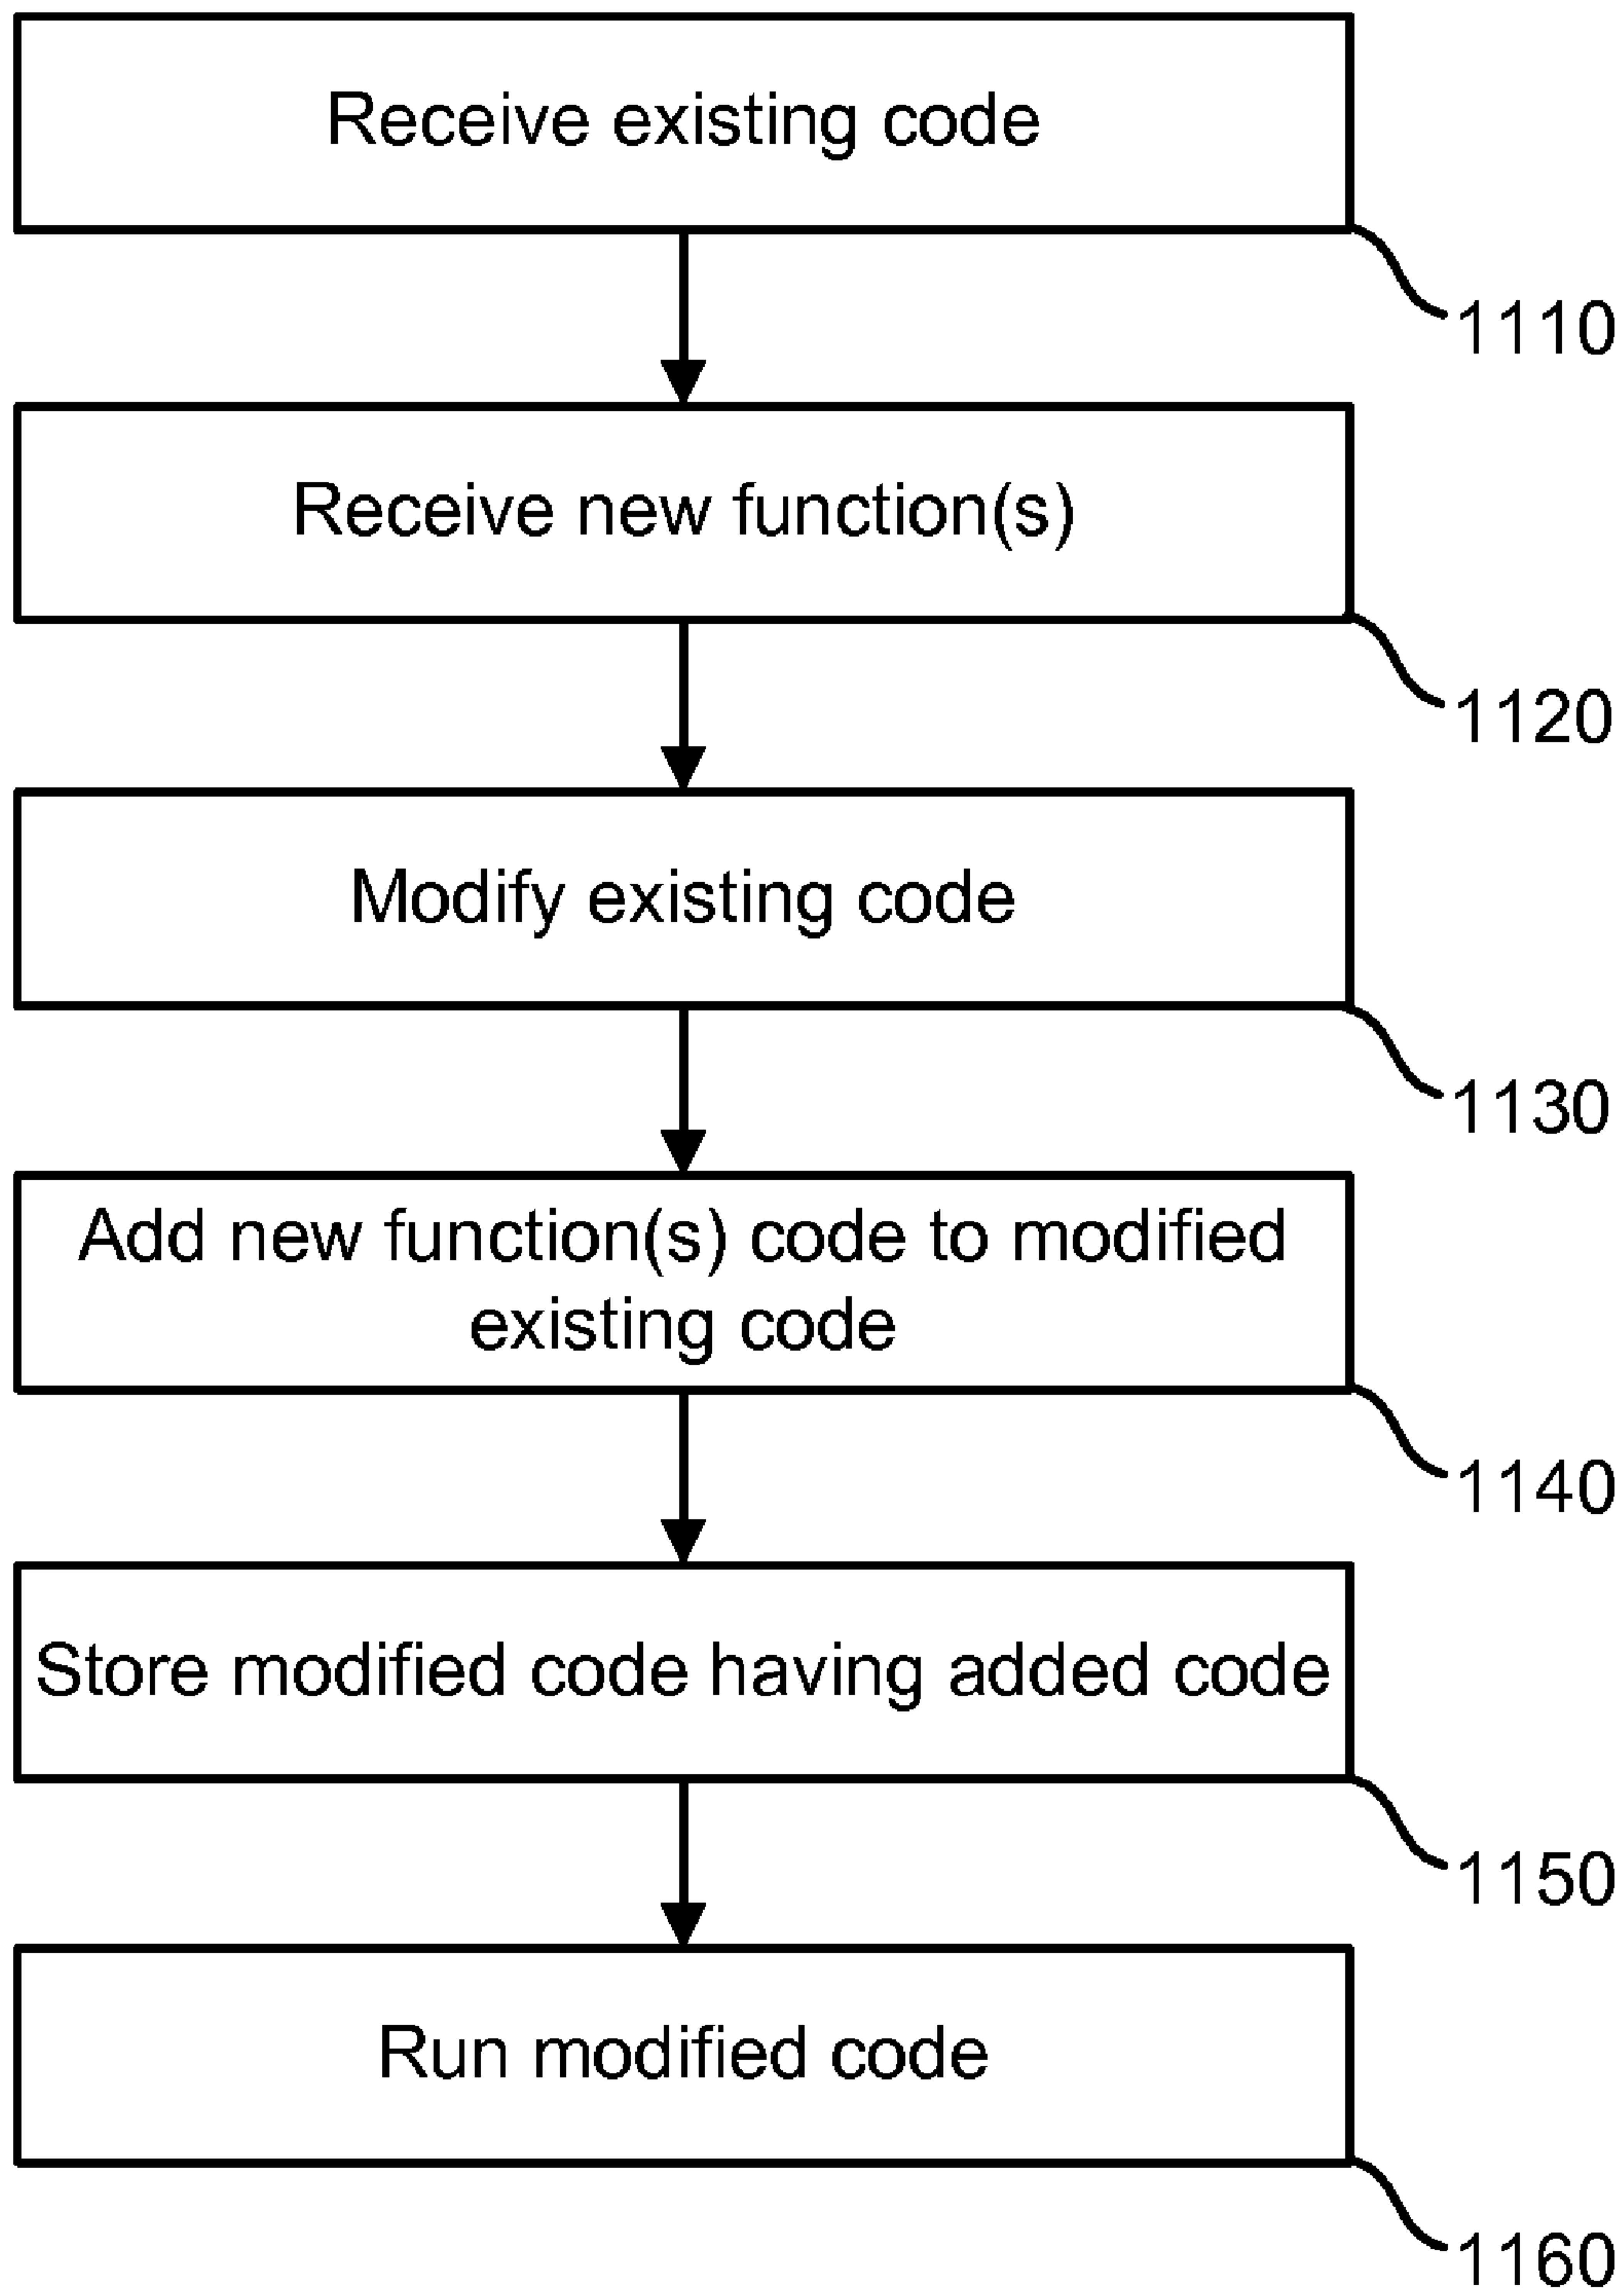 Receive existing code
1110
Receive new function(s)
1120
Modify existing code
1130
Add new function(s) code to modified
existing code
1140
Store modified code having added code
1150
Run modified code
1160